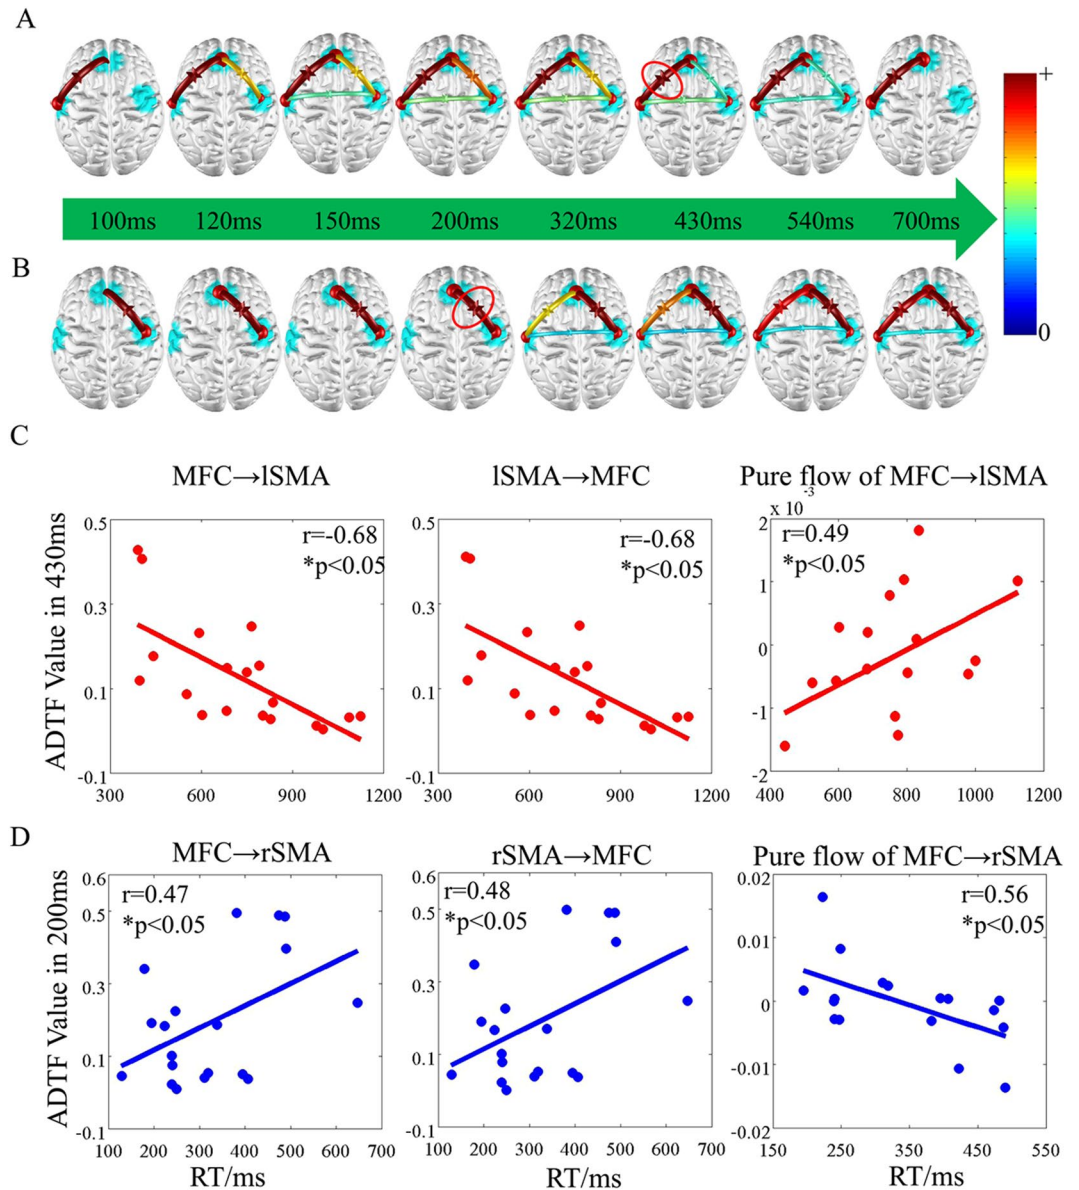 A
+
0
100ms 120ms 150ms 200ms 320ms 430ms 540ms 700ms
B
C
MFC→lSMA
lSMA→MFC
Pure flow of MFC→lSMA
x 10
-3
ADTF Value in 430ms
r=-0.68
*p<0.05
0.5
0.3
0.1
-0.1
300 600 900 1200
r=-0.68
*p<0.05
0.5
0.3
0.1
-0.1
300 600 900 1200
r=0.49
*p<0.05
2
1
0
-1
-2
400 600 800 1000 1200
D
MFC→rSMA
rSMA→MFC
Pure flow of MFC→rSMA
ADTF Value in 200ms
r=0.47
*p<0.05
0.6
0.5
0.3
0.1
-0.1
100 200 300 400 500 600 700
RT/ms
r=0.48
*p<0.05
0.6
0.5
0.3
0.1
-0.1
100 200 300 400 500 600 700
RT/ms
r=0.56
*p<0.05
0.02
0.01
0
-0.01
-0.02
150 250 350 450 550
RT/ms